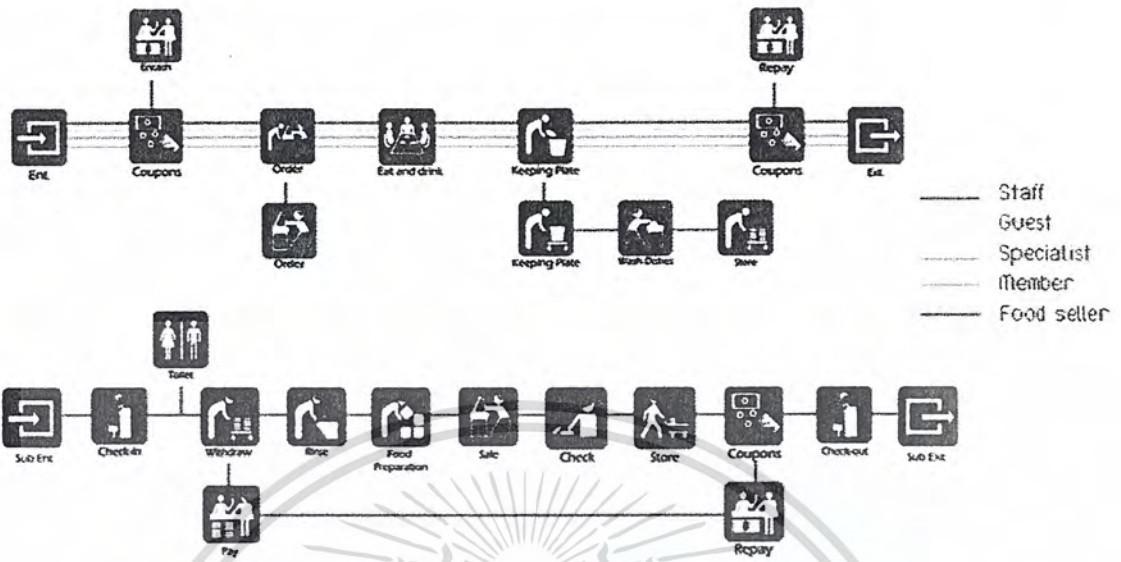 Encash
Repay
Ent.
Coupons
Order
Eat and drink
Keeping Plate
Coupons
Exit
Order
Keeping Plate
Wash Dishes
Store
Staff
Guest
Specialist
Member
Food seller
Toilet
Sub Ent
Check-in
Withdraw
Rinse
Food
Preparation
Sale
Check
Store
Coupons
Check-out
Sub Exit
Pay
Repay